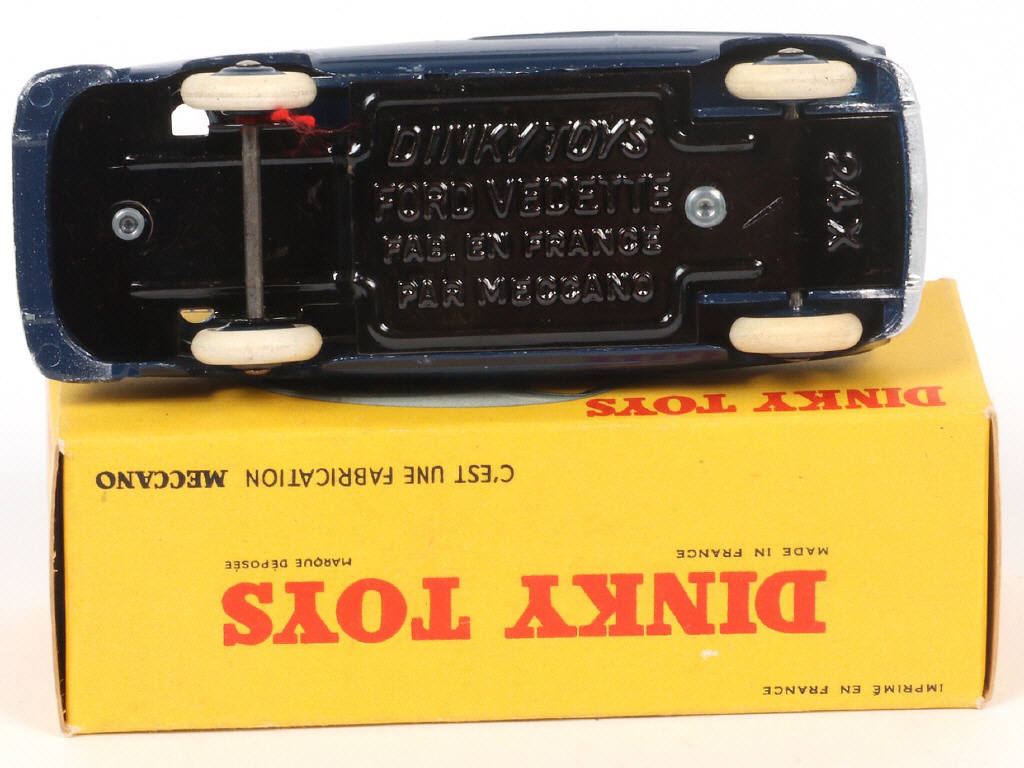 DINKY TOYS
FORD VEDETTE
FAB. EN FRANCE
PAR MECCANO
24X
DINKY TOYS
C'EST UNE FABRICATION MECCANO
MADE IN FRANCE
MARQUE DÉPOSÉE
DINKY TOYS
IMPRIMÉ EN FRANCE